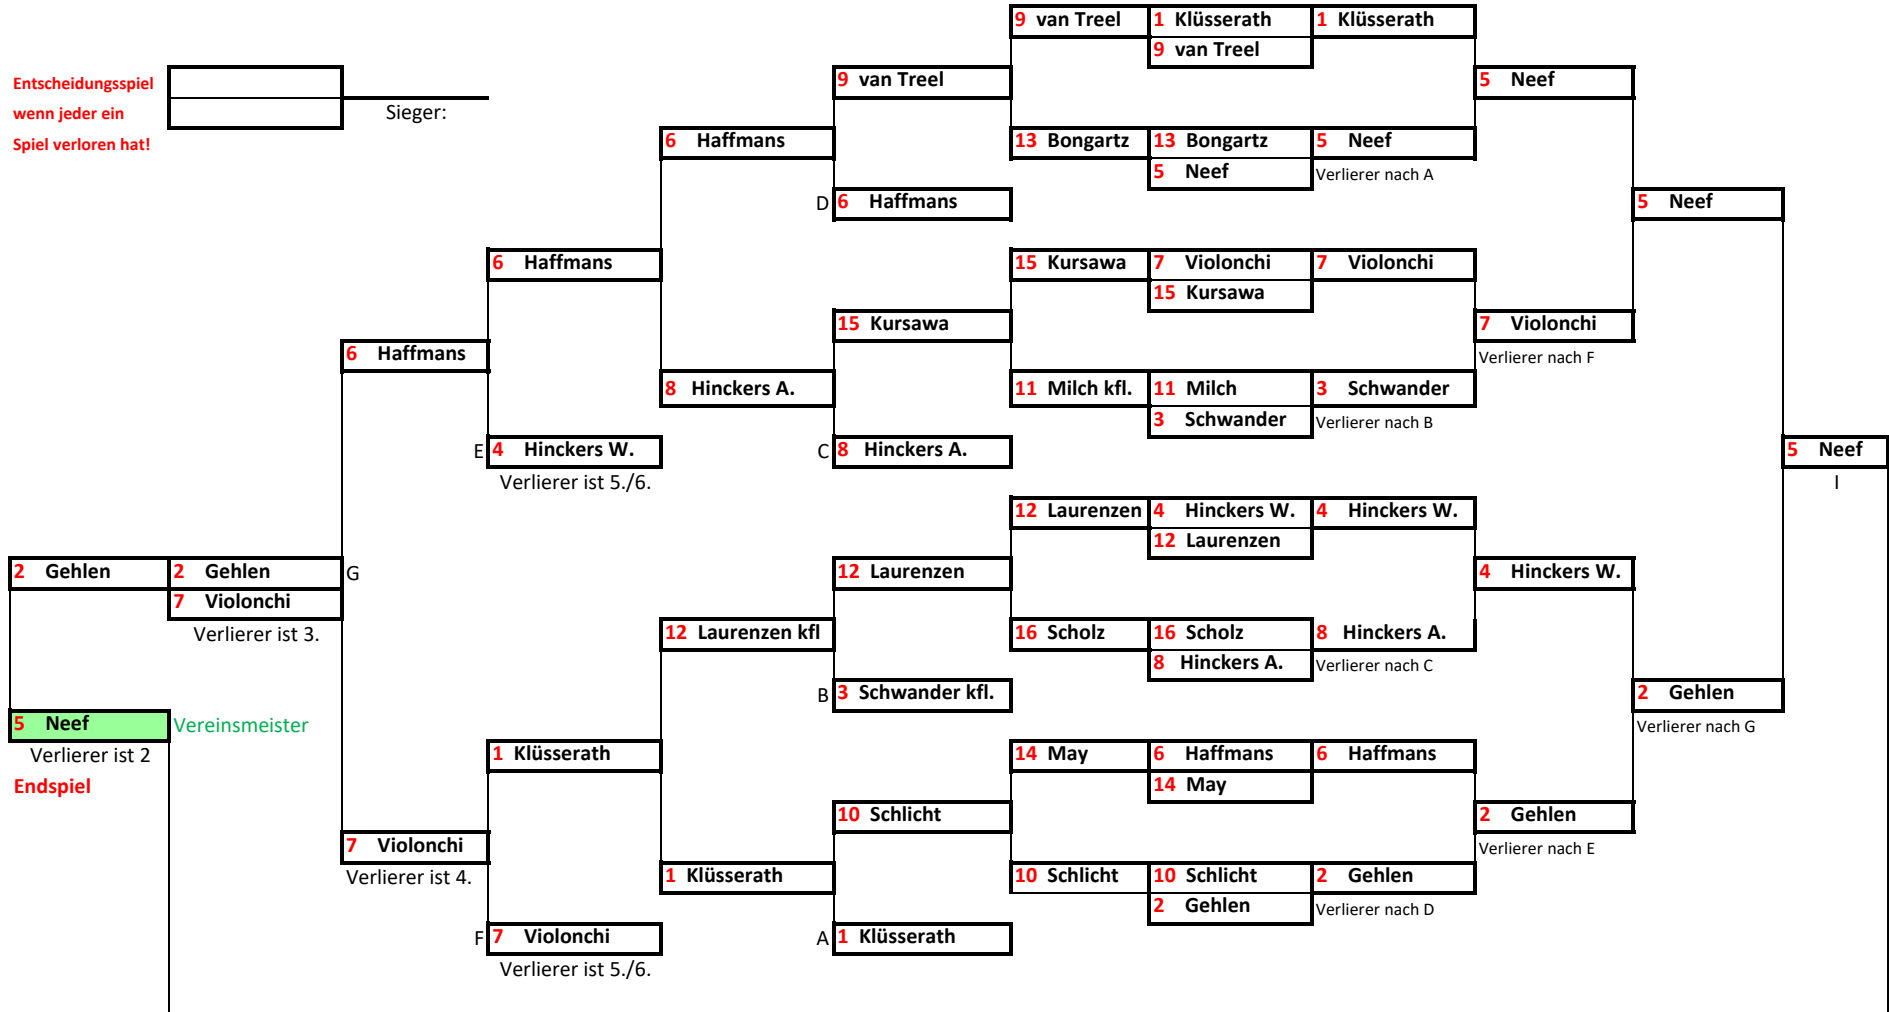 9 van Treel 1 Klüsserath 1 Klüsserath
9 van Treel
Entscheidungsspiel 9 van Treel 5 Neef
wenn jeder ein Sieger:
Spiel verloren hat! 6 Haffmans 13 Bongartz 13 Bongartz 5 Neef
5 Neef Verlierer nach A
D 6 Haffmans 5 Neef
6 Haffmans 15 Kursawa 7 Violonchi 7 Violonchi
15 Kursawa
15 Kursawa 7 Violonchi
6 Haffmans Verlierer nach F
8 Hinckers A. 11 Milch kfl. 11 Milch 3 Schwander
3 Schwander Verlierer nach B
E 4 Hinckers W. C 8 Hinckers A. 5 Neef
Verlierer ist 5./6. I
12 Laurenzen 4 Hinckers W. 4 Hinckers W.
12 Laurenzen
2 Gehlen 2 Gehlen G 12 Laurenzen 4 Hinckers W.
7 Violonchi
Verlierer ist 3. 12 Laurenzen kfl 16 Scholz 16 Scholz 8 Hinckers A.
8 Hinckers A. Verlierer nach C
B 3 Schwander kfl. 2 Gehlen
5 Neef Vereinsmeister Verlierer nach G
Verlierer ist 2 1 Klüsserath 14 May 6 Haffmans 6 Haffmans
Endspiel 14 May
10 Schlicht 2 Gehlen
7 Violonchi Verlierer nach E
Verlierer ist 4. 1 Klüsserath 10 Schlicht 10 Schlicht 2 Gehlen
2 Gehlen Verlierer nach D
F 7 Violonchi A 1 Klüsserath
Verlierer ist 5./6.